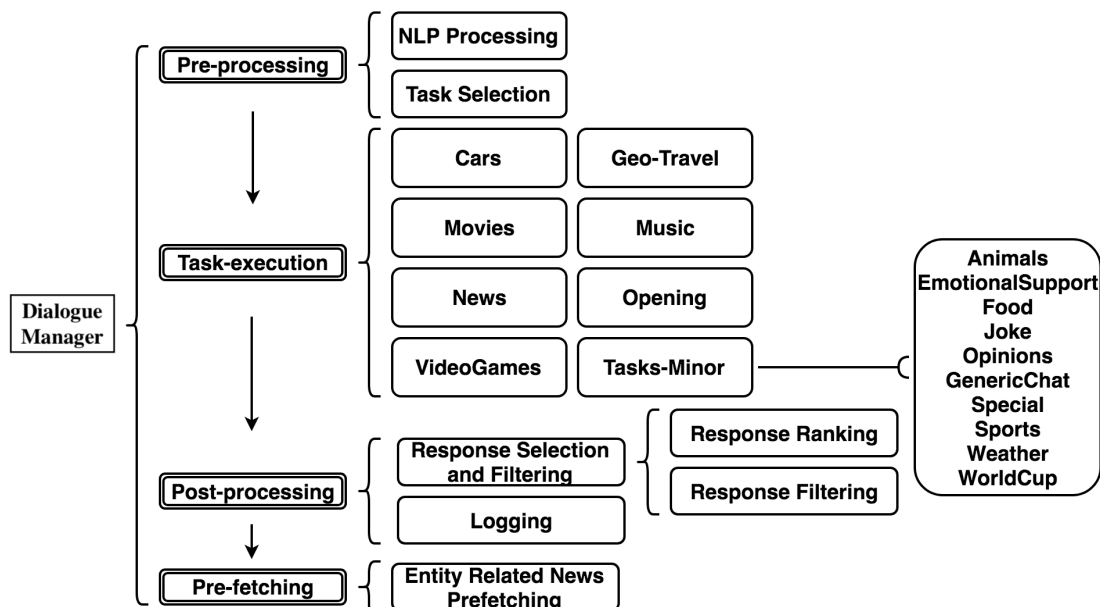 Dialogue
Manager
Pre-processing
NLP Processing
Task Selection
Task-execution
Cars
Geo-Travel
Movies
Music
News
Opening
VideoGames
Tasks-Minor
Animals
EmotionalSupport
Food
Joke
Opinions
GenericChat
Special
Sports
Weather
WorldCup
Post-processing
Response Selection
and Filtering
Response Ranking
Response Filtering
Logging
Pre-fetching
Entity Related News
Prefetching